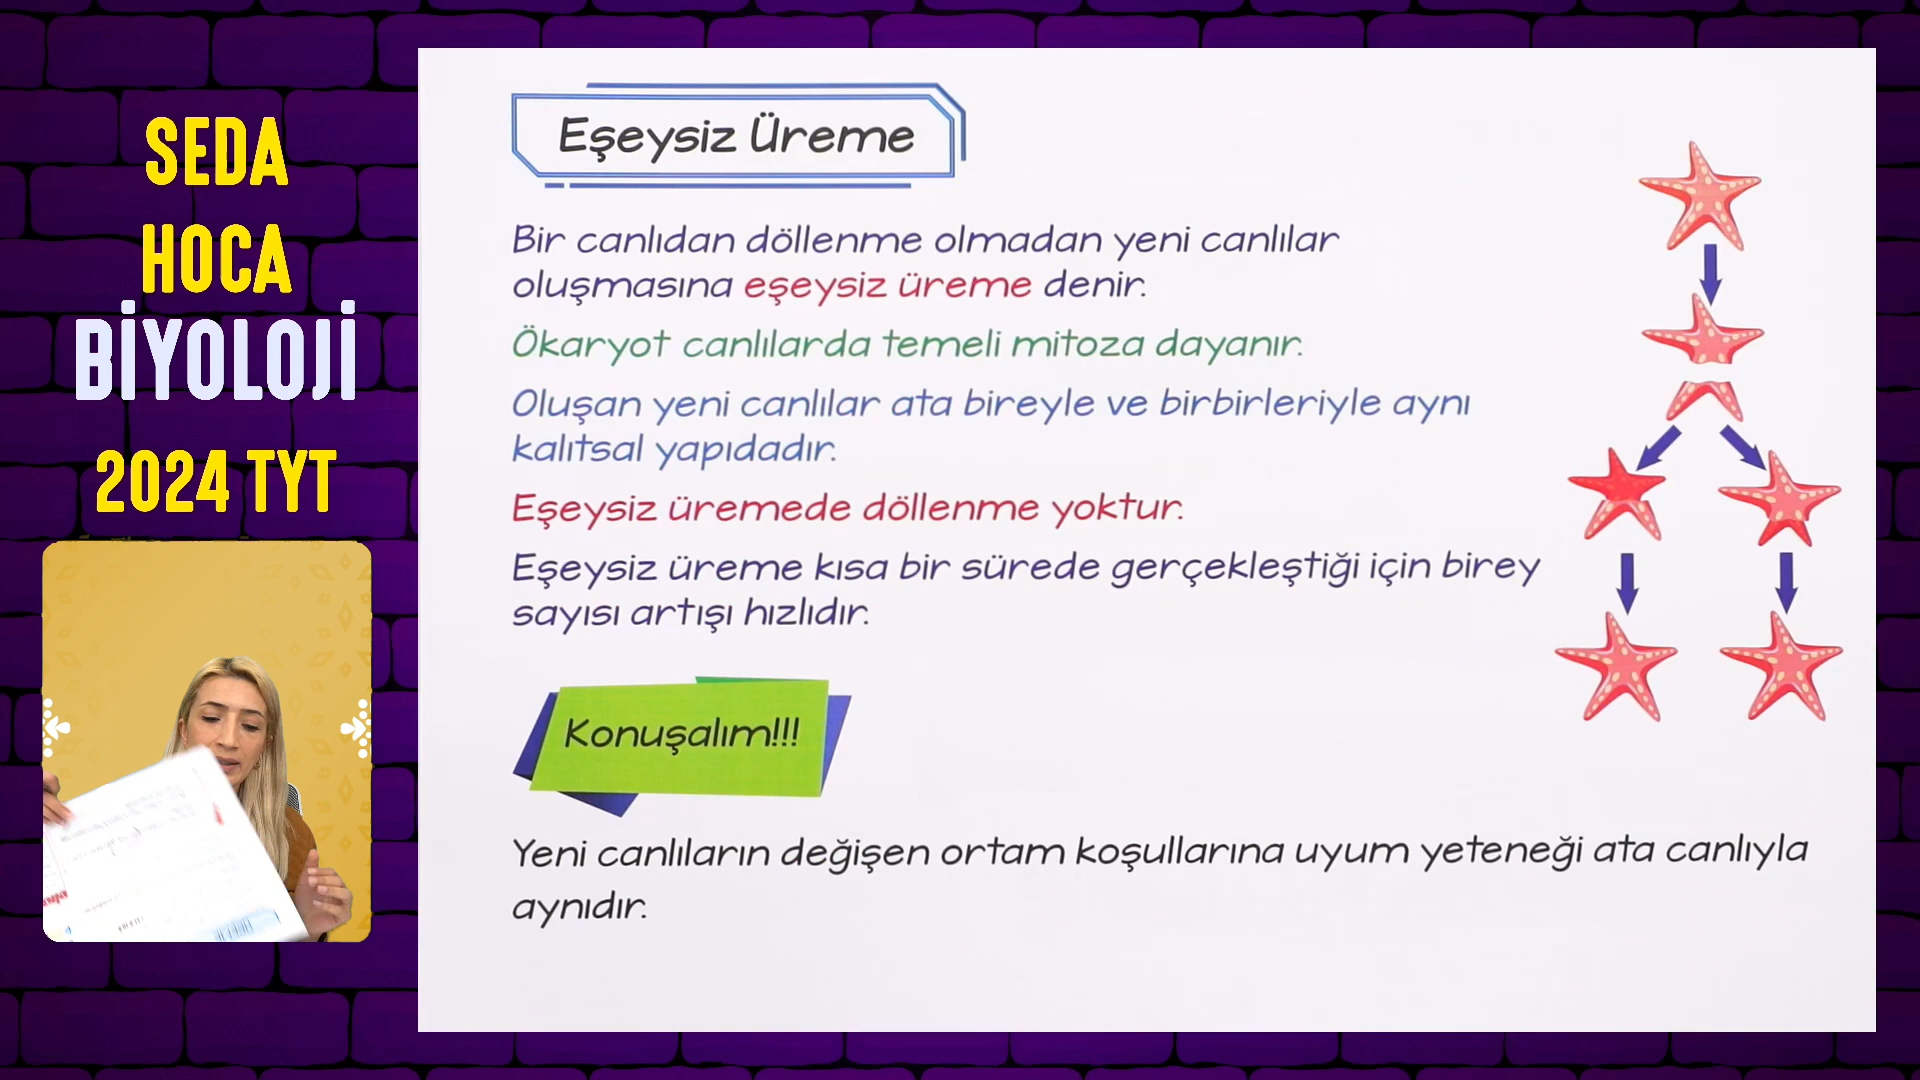 SEDA
HOCA
BİYOLOJİ
2024 TYT
Eşeysiz Üreme
Bir canlıdan döllenme olmadan yeni canlılar
oluşmasına eşeysiz üreme denir.
Ökaryot canlılarda temeli mitoza dayanır.
Oluşan yeni canlılar ata bireyle ve birbirleriyle aynı
kalıtsal yapıdadır.
Eşeysiz üremede döllenme yoktur.
Eşeysiz üreme kısa bir sürede gerçekleştiği için birey
sayısı artışı hızlıdır.
Konuşalım!!!
Yeni canlıların değişen ortam koşullarına uyum yeteneği ata canlıyla
aynıdır.